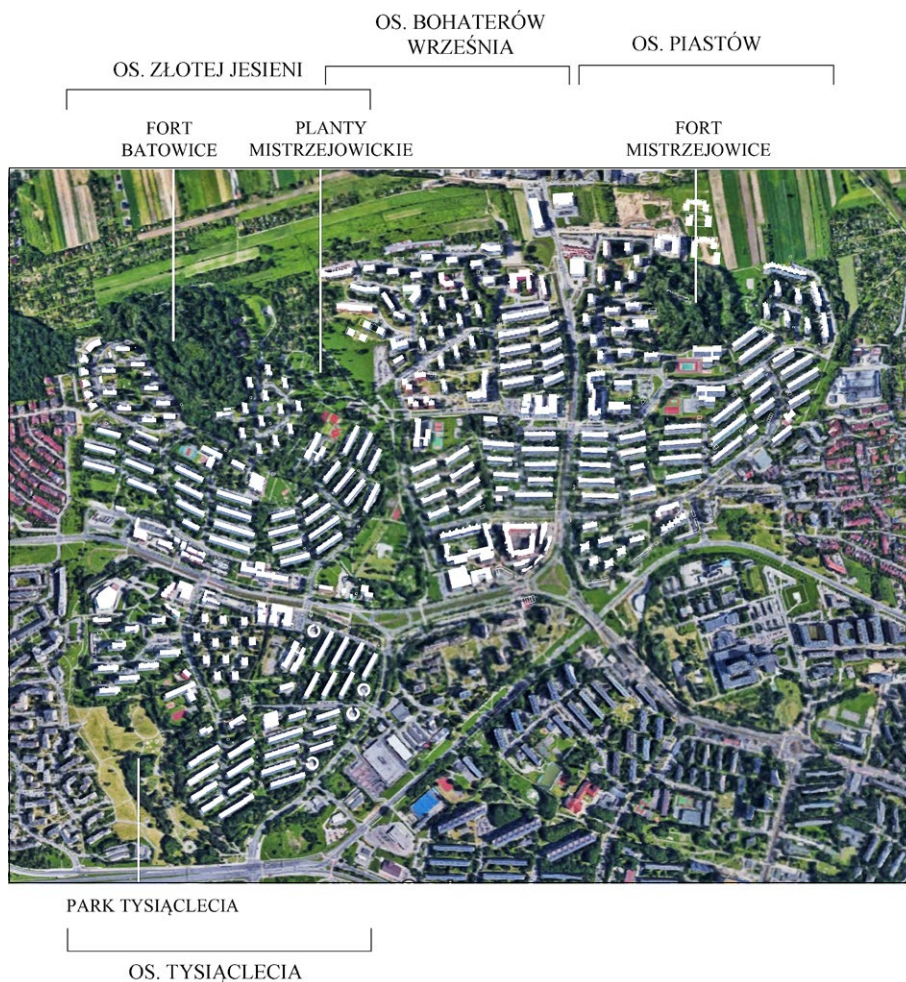 OS. BOHATERÓW
WRZEŚNIA
OS. PIASTÓW
OS. ZŁOTEJ JESIENI
FORT
BATOWICE
PLANTY
MISTRZEJOWICKIE
FORT
MISTRZEJOWICE
PARK TYSIĄCLECIA
OS. TYSIĄCLECIA